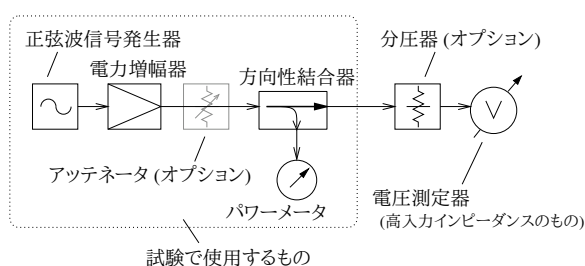 正弦波信号発生器
電力増幅器
方向性結合器
分圧器 (オプション)
V
アッテネータ (オプション)
パワーメータ
電圧測定器
(高入力インピーダンスのもの)
試験で使用するもの